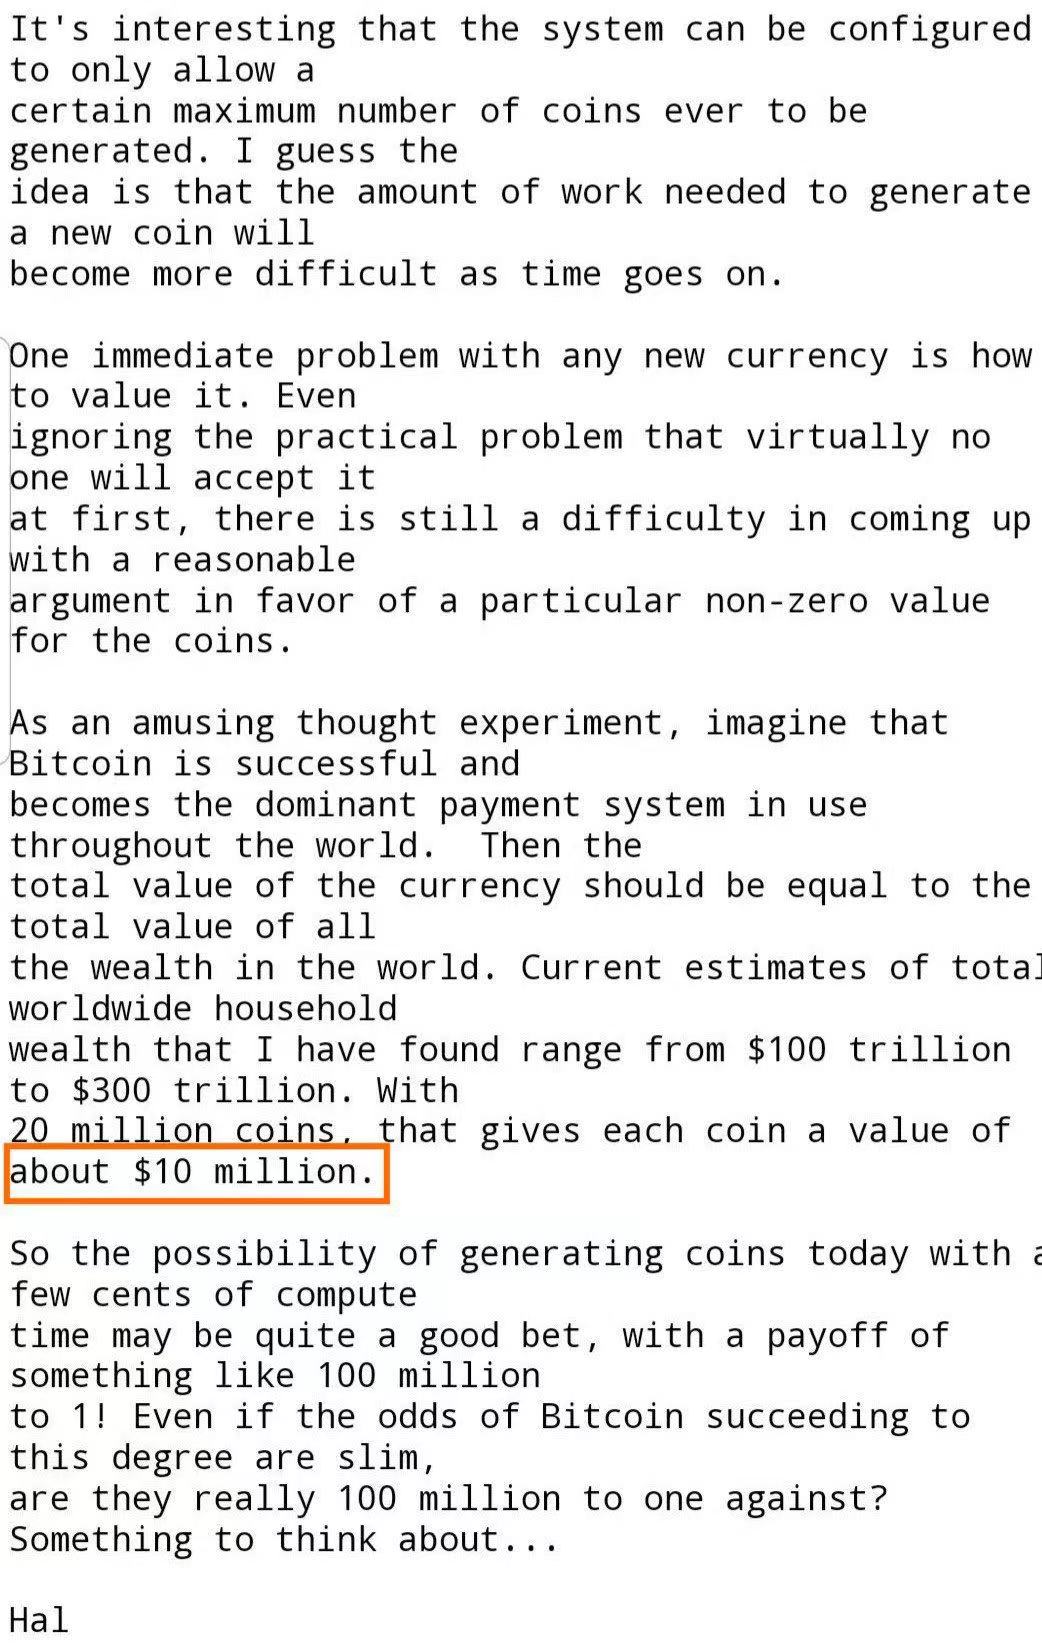 It's interesting that the system can be configured
to only allow a
certain maximum number of coins ever to be
generated. I guess the
idea is that the amount of work needed to generate
a new coin will
become more difficult as time goes on.
One immediate problem with any new currency is how
to value it. Even
ignoring the practical problem that virtually no
one will accept it
at first, there is still a difficulty in coming up
with a reasonable
argument in favor of a particular non-zero value
for the coins.
As an amusing thought experiment, imagine that
Bitcoin is successful and
becomes the dominant payment system in use
throughout the world.  Then the
total value of the currency should be equal to the
total value of all
the wealth in the world. Current estimates of total
worldwide household
wealth that I have found range from $100 trillion
to $300 trillion. With
20 million coins, that gives each coin a value of
about $10 million.
So the possibility of generating coins today with a
few cents of compute
time may be quite a good bet, with a payoff of
something like 100 million
to 1! Even if the odds of Bitcoin succeeding to
this degree are slim,
are they really 100 million to one against?
Something to think about...
Hal